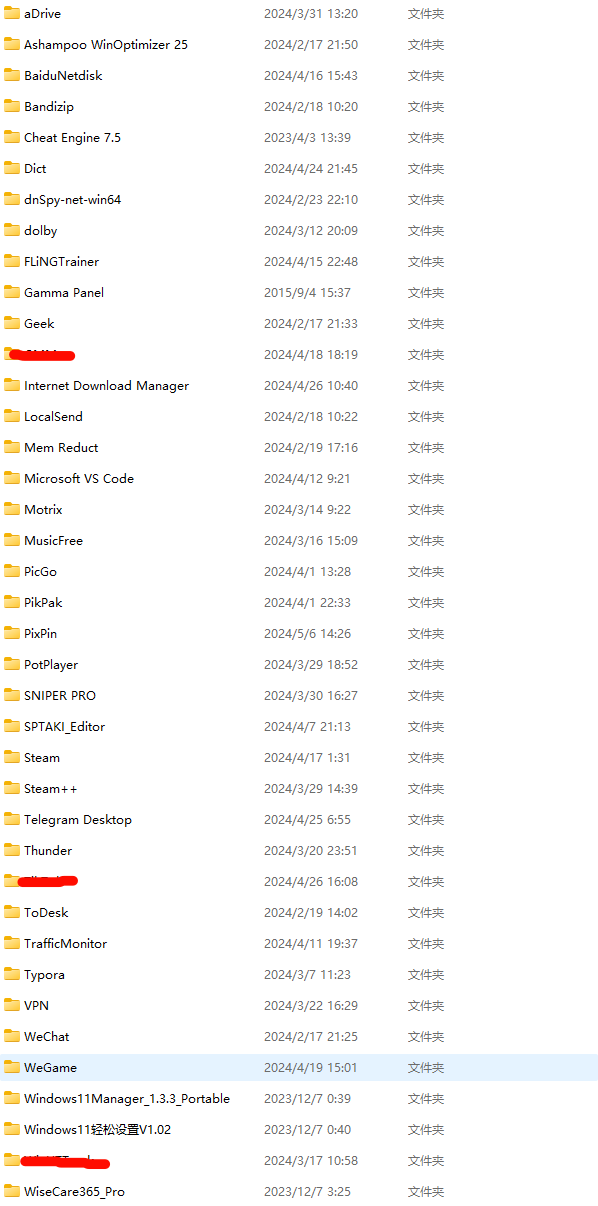 aDrive 2024/3/31 13:20 文件夹
Ashampoo WinOptimizer 25 2024/2/17 21:50 文件夹
BaiduNetdisk 2024/4/16 15:43 文件夹
Bandizip 2024/2/18 10:20 文件夹
Cheat Engine 7.5 2023/4/3 13:39 文件夹
Dict 2024/4/24 21:45 文件夹
dnSpy-net-win64 2024/2/23 22:10 文件夹
dolby 2024/3/12 20:09 文件夹
FLiNGTrainer 2024/4/15 22:48 文件夹
Gamma Panel 2015/9/4 15:37 文件夹
Geek 2024/2/17 21:33 文件夹
2024/4/18 18:19 文件夹
Internet Download Manager 2024/4/26 10:40 文件夹
LocalSend 2024/2/18 10:22 文件夹
Mem Reduct 2024/2/19 17:16 文件夹
Microsoft VS Code 2024/4/12 9:21 文件夹
Motrix 2024/3/14 9:22 文件夹
MusicFree 2024/3/16 15:09 文件夹
PicGo 2024/4/1 13:28 文件夹
PikPak 2024/4/1 22:33 文件夹
PixPin 2024/5/6 14:26 文件夹
PotPlayer 2024/3/29 18:52 文件夹
SNIPER PRO 2024/3/30 16:27 文件夹
SPTAKI_Editor 2024/4/7 21:13 文件夹
Steam 2024/4/17 1:31 文件夹
Steam++ 2024/3/29 14:39 文件夹
Telegram Desktop 2024/4/25 6:55 文件夹
Thunder 2024/3/20 23:51 文件夹
2024/4/26 16:08 文件夹
ToDesk 2024/2/19 14:02 文件夹
TrafficMonitor 2024/4/11 19:37 文件夹
Typora 2024/3/7 11:23 文件夹
VPN 2024/3/22 16:29 文件夹
WeChat 2024/2/17 21:25 文件夹
WeGame 2024/4/19 15:01 文件夹
Windows11Manager_1.3.3_Portable 2023/12/7 0:39 文件夹
Windows11轻松设置V1.02 2023/12/7 0:40 文件夹
2024/3/17 10:58 文件夹
WiseCare365_Pro 2023/12/7 3:25 文件夹